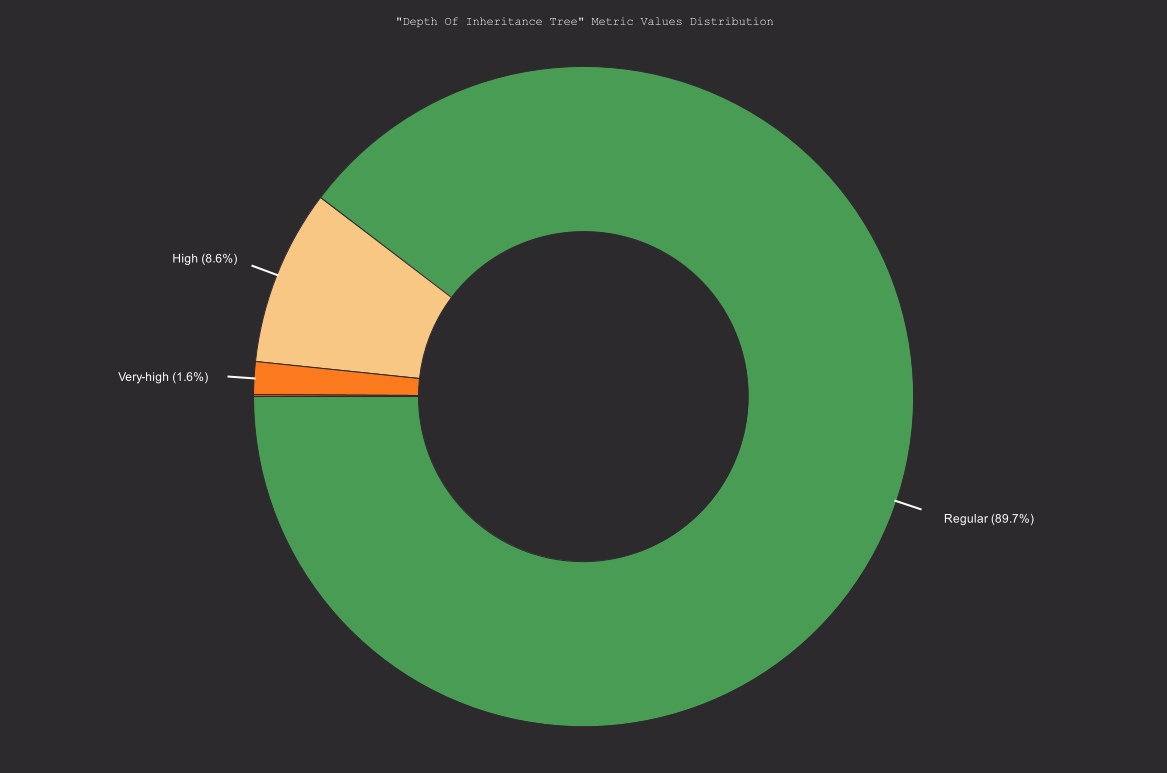 "Depth Of Inheritance Tree" Metric Values Distribution
High (8.6%)
Very-high (1.6%)
Regular (89.7%)